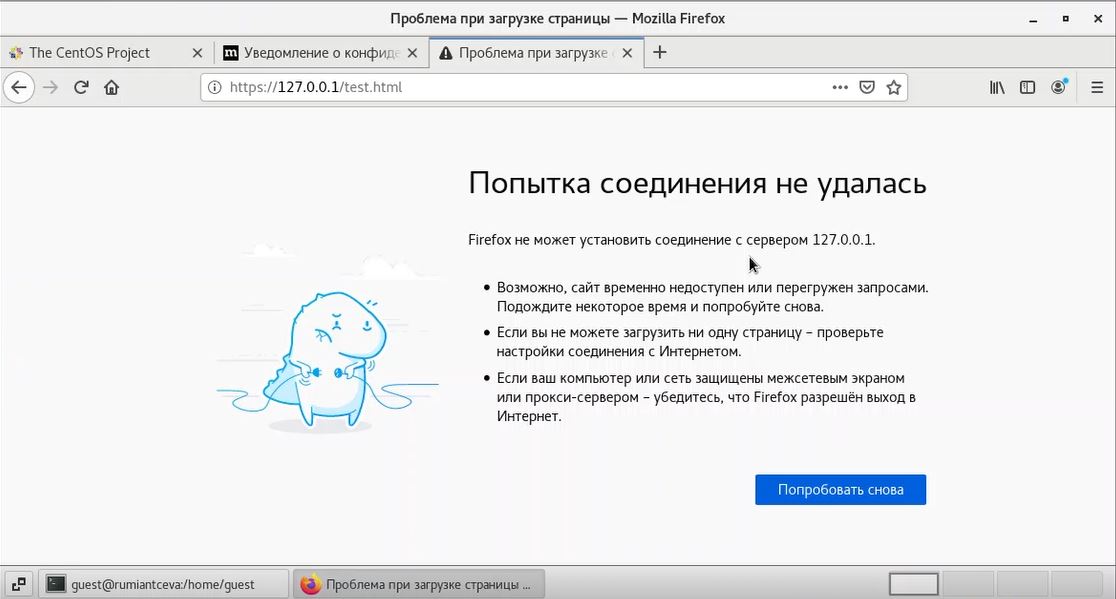 Проблема при загрузке страницы — Mozilla Firefox
The CentOS Project
Уведомление о конфиде
Проблема при загрузке
https://127.0.0.1/test.html
Попытка соединения не удалась
Firefox не может установить соединение с сервером 127.0.0.1.
• Возможно, сайт временно недоступен или перегружен запросами.
Подождите некоторое время и попробуйте снова.
• Если вы не можете загрузить ни одну страницу – проверьте
настройки соединения с Интернетом.
• Если ваш компьютер или сеть защищены межсетевым экраном
или прокси-сервером – убедитесь, что Firefox разрешён выход в
Интернет.
Попробовать снова
guest@rumiantceva:/home/guest
Проблема при загрузке страницы ...